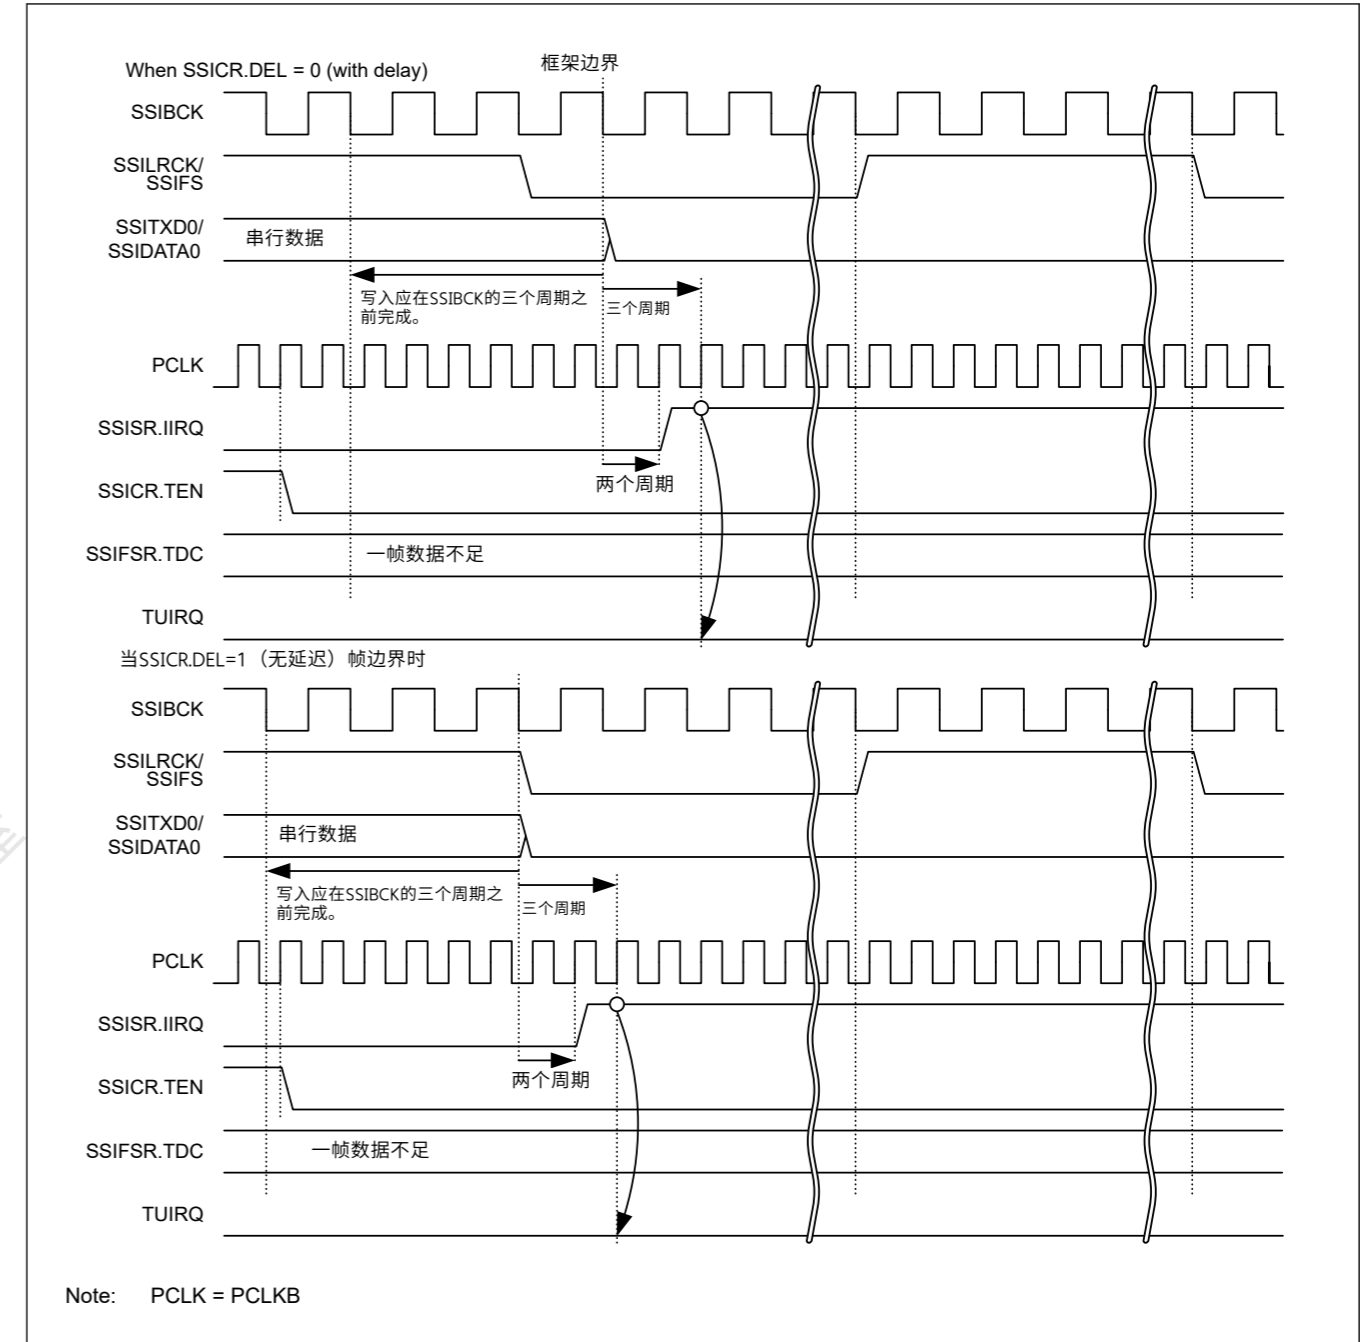 When SSICR.DEL = 0 (with delay)
框架边界
SSIBCK
SSILRCK/
SSIFS
SSITXD0/
SSIDATA0
串行数据
写入应在SSIBCK的三个周期之
前完成。
三个周期
PCLK
SSISR.IIRQ
两个周期
SSICR.TEN
SSIFSR.TDC
一帧数据不足
TUIRQ
当SSICR.DEL=1（无延迟）帧边界时
SSIBCK
SSILRCK/
SSIFS
SSITXD0/
SSIDATA0
串行数据
写入应在SSIBCK的三个周期之
前完成。
三个周期
PCLK
SSISR.IIRQ
两个周期
SSICR.TEN
SSIFSR.TDC
一帧数据不足
TUIRQ
Note: PCLK = PCLKB